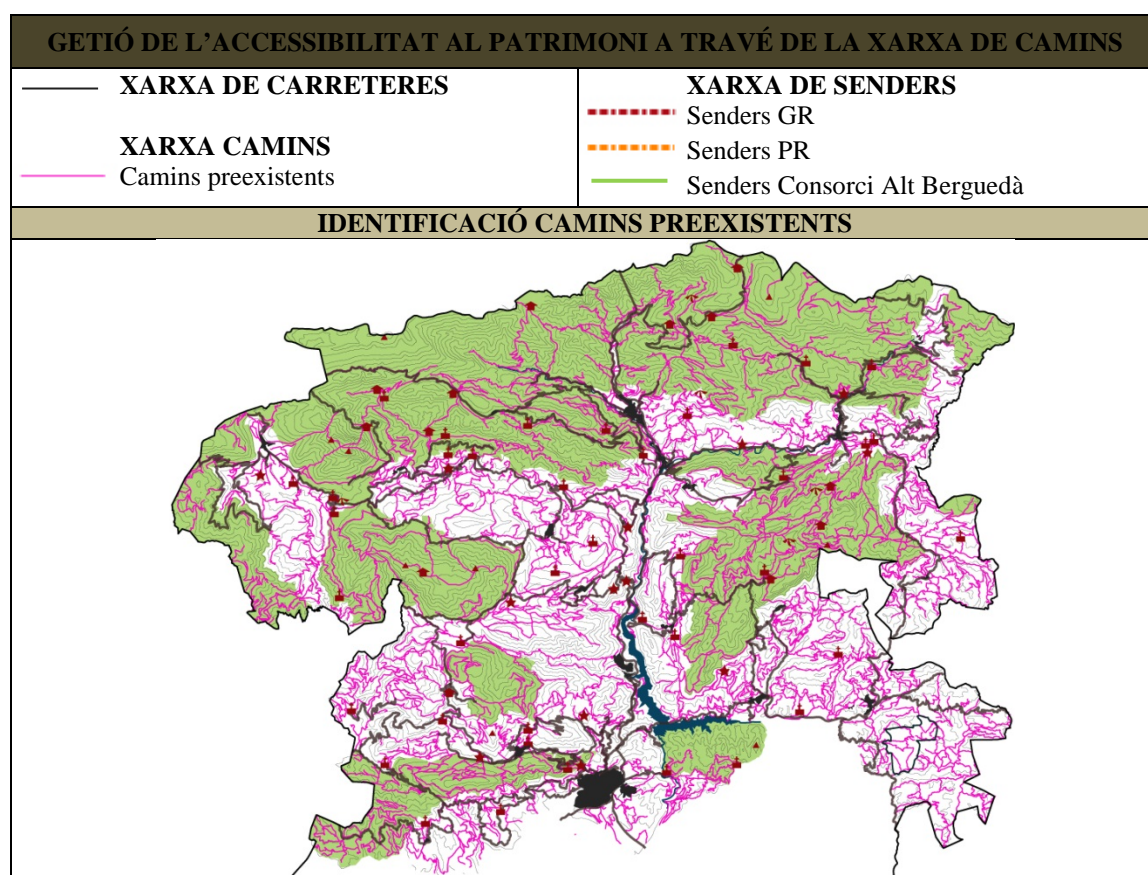 GETIÓ DE L'ACCESSIBILITAT AL PATRIMONI A TRAVÉ DE LA XARXA DE CAMINS
XARXA DE CARRETERES
XARXA CAMINS
Camins preexistents
XARXA DE SENDERS
Senders GR
Senders PR
Senders Consorci Alt Berguedà
IDENTIFICACIÓ CAMINS PREEXISTENTS